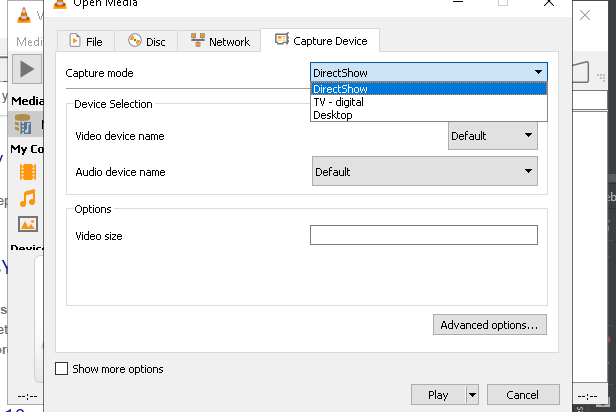 Open Media
File
Disc
Network
Capture Device
Capture mode
DirectShow
DirectShow
TV - digital
Desktop
Device Selection
Video device name
Default
Audio device name
Default
Options
Video size
Advanced options...
Show more options
Play
Cancel
Medi
Media
My Co
Device
--:--
--:--